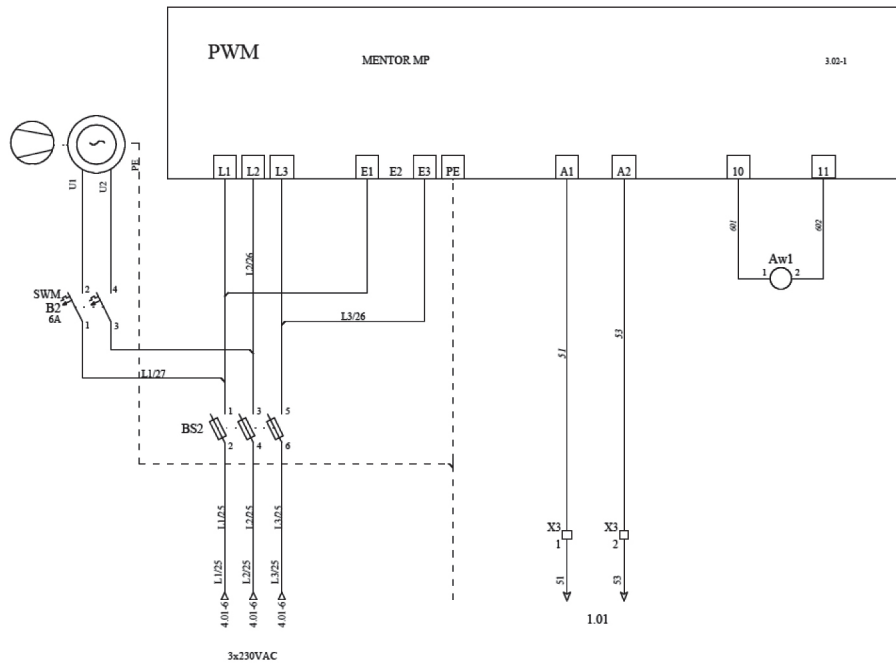 PWM
MENTOR MP
3.02-1
PE
L1
L2
L3
E1
E2
E3
PE
A1
A2
10
11
U1
U2
601
602
L2/26
Aw1
1
2
SWM
2
4
B2
6A
1
3
L3/26
51
53
L1/27
BS2
1
3
5
2
4
6
L1/25
L2/25
L3/25
X3
1
X3
2
L1/25
L2/25
L3/25
51
53
4.01-6
4.01-6
4.01-6
1.01
3x230VAC